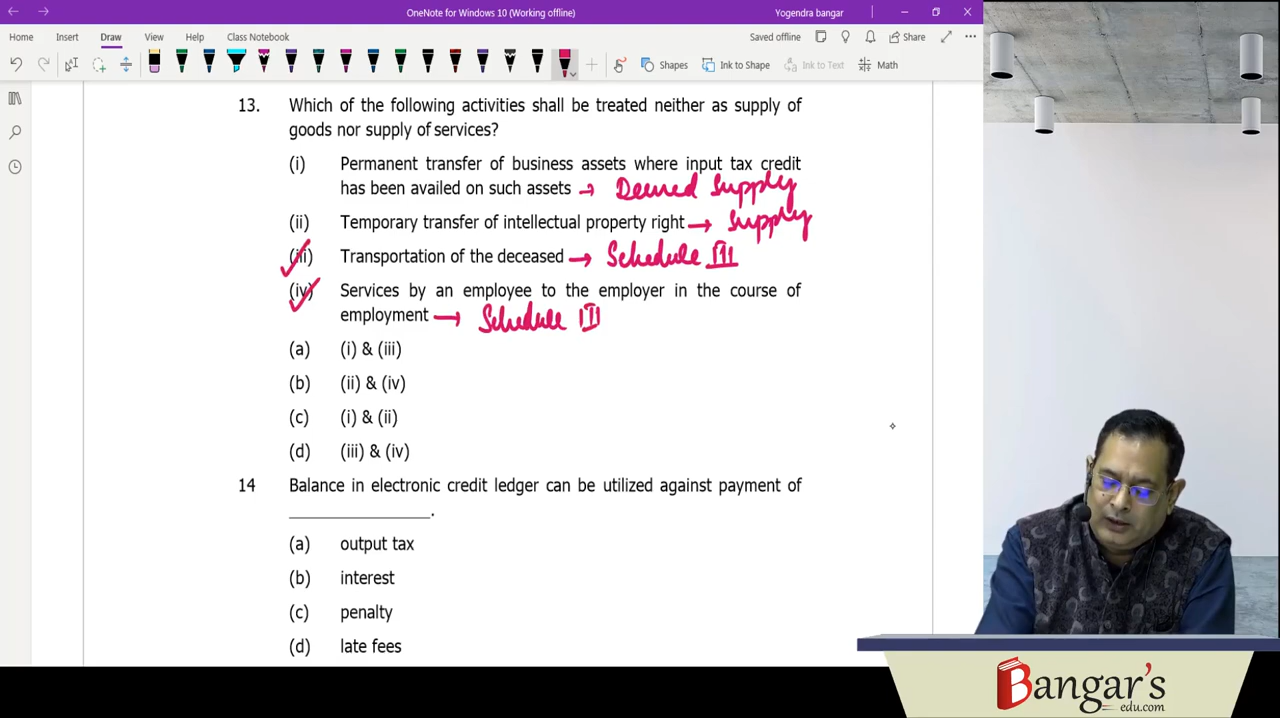 OneNote for Windows 10 (Working offline)
Yogendra bangar
Home Insert Draw View Help Class Notebook
Saved offline Share
Shapes Ink to Shape Ink to Text Math
13. Which of the following activities shall be treated neither as supply of
goods nor supply of services?
(i) Permanent transfer of business assets where input tax credit
has been availed on such assets → Deemed Supply
(ii) Temporary transfer of intellectual property right → Supply
(iii) Transportation of the deceased → Schedule III
(iv) Services by an employee to the employer in the course of
employment → Schedule III
(a) (i) & (iii)
(b) (ii) & (iv)
(c) (i) & (ii)
(d) (iii) & (iv)
14 Balance in electronic credit ledger can be utilized against payment of
____________________.
(a) output tax
(b) interest
(c) penalty
(d) late fees
Bangar's
edu.com